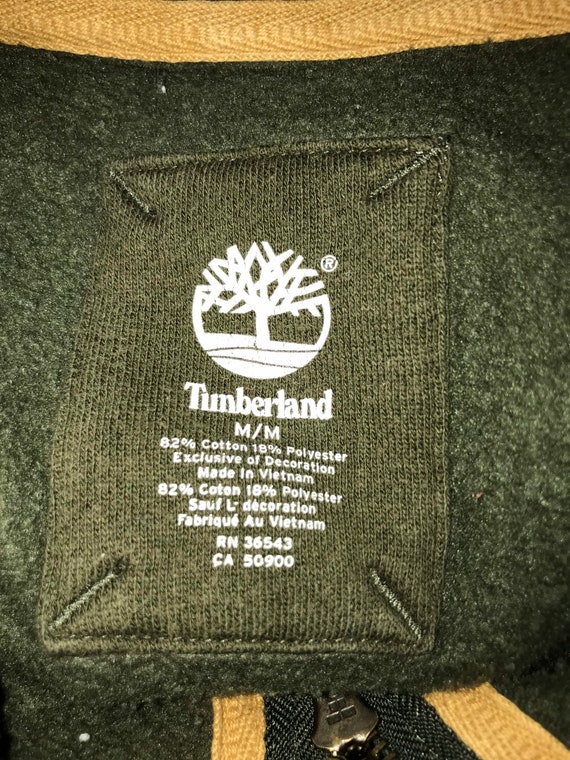 ®
Timberland
M/M
82% Cotton 18% Polyester
Exclusive of Decoration
Made in Vietnam
82% Coton 18% Polyester
Sauf L' décoration
Fabriqué Au Vietnam
RN 36543
CA 50900